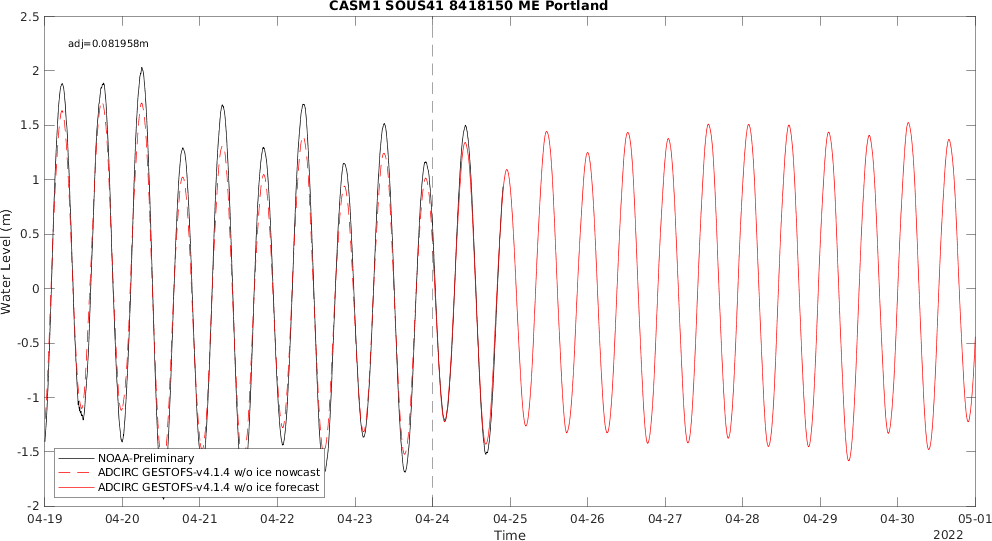 CASM1 SOUS41 8418150 ME Portland
2.5
adj=0.081958m
2
1.5
1
0.5
0
-0.5
-1
-1.5
-2
Water Level (m)
NOAA-Preliminary
ADCIRC GESTOFS-v4.1.4 w/o ice nowcast
ADCIRC GESTOFS-v4.1.4 w/o ice forecast
04-19 04-20 04-21 04-22 04-23 04-24 04-25 04-26 04-27 04-28 04-29 04-30 05-01
Time
2022